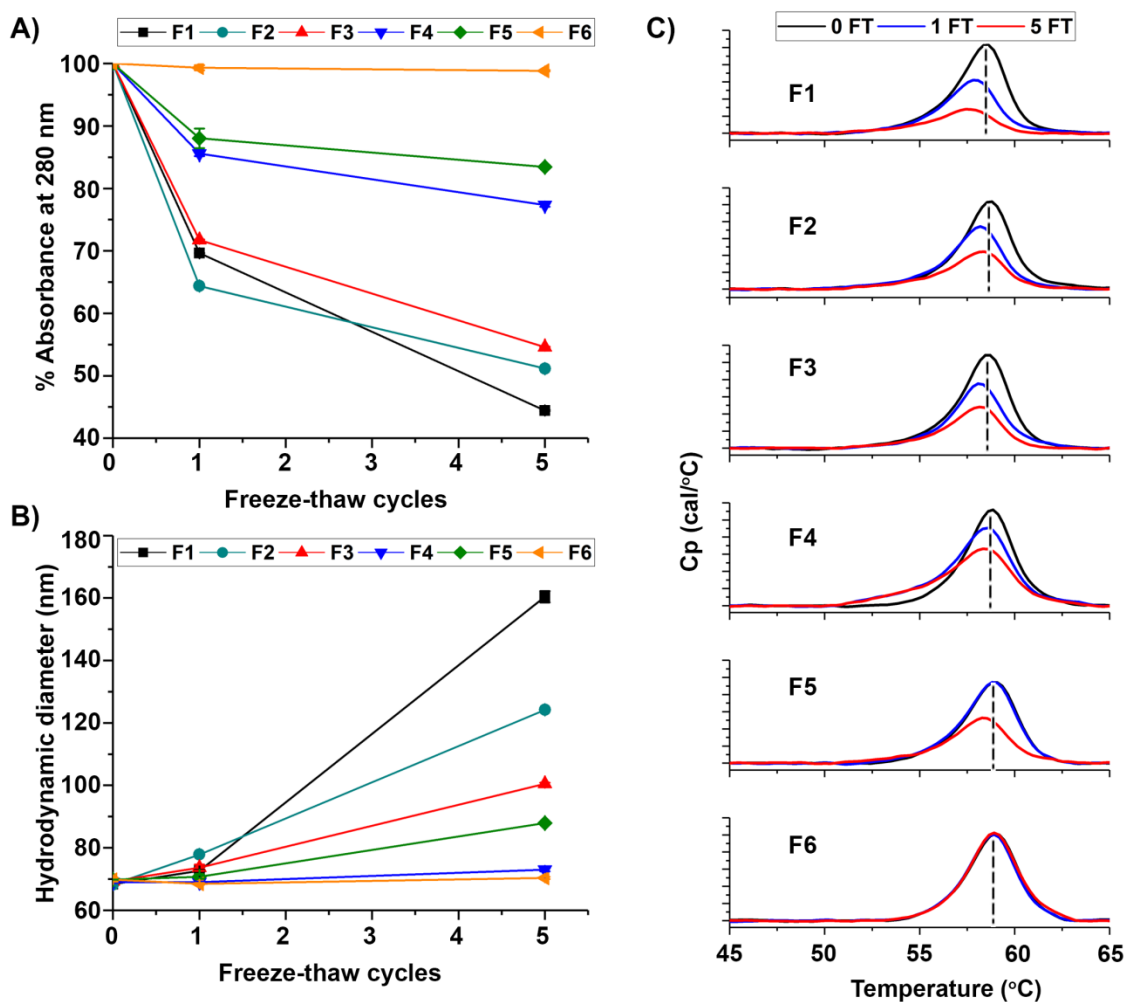 A)
F1 F2 F3 F4 F5 F6
100
90
80
70
60
50
40
% Absorbance at 280 nm
0 1 2 3 4 5
Freeze-thaw cycles
B)
F1 F2 F3 F4 F5 F6
180
160
140
120
100
80
60
Hydrodynamic diameter (nm)
0 1 2 3 4 5
Freeze-thaw cycles
C)
0 FT 1 FT 5 FT
F1
F2
F3
F4
F5
F6
Cp (cal/°C)
45 50 55 60 65
Temperature (°C)